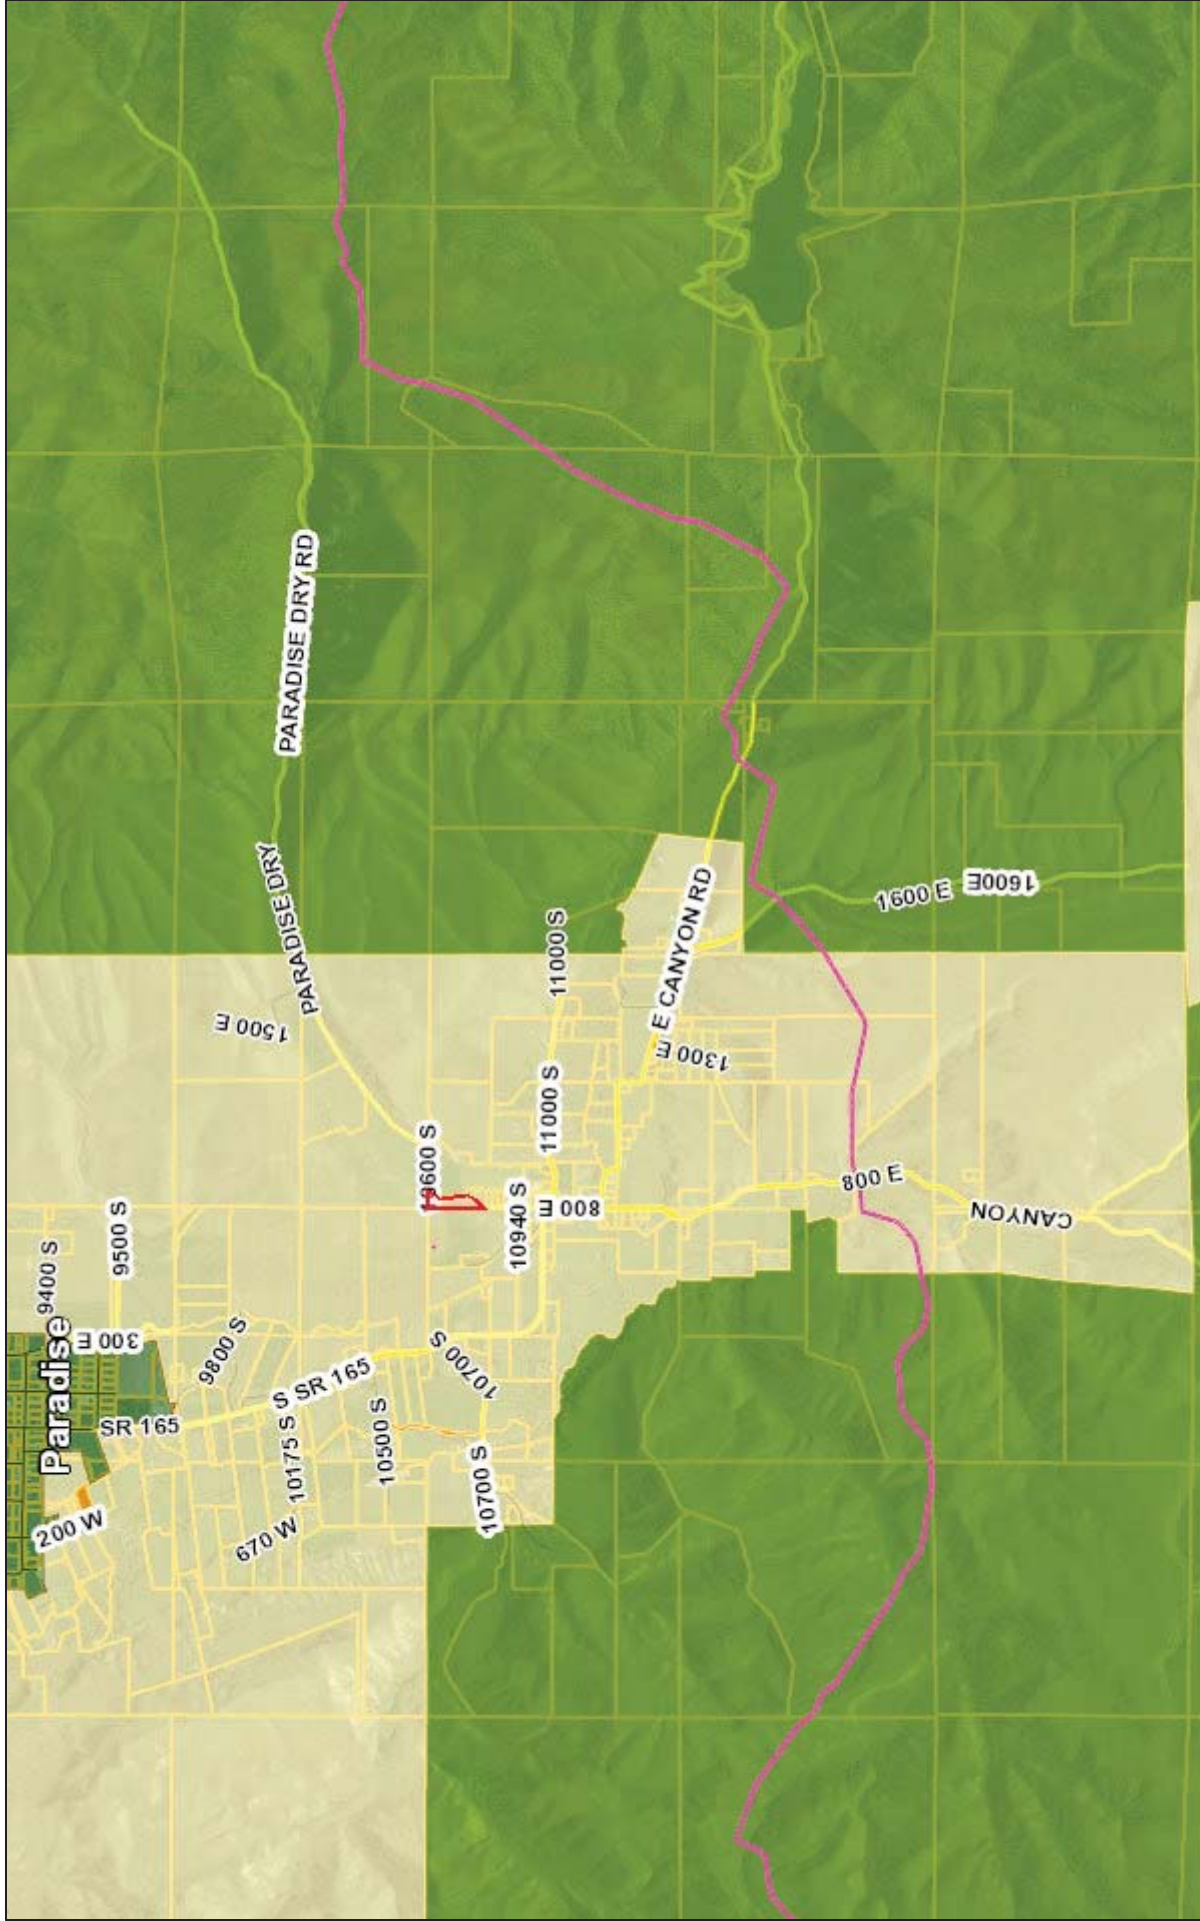 Paradise
9400 S
200 W
300 E
9500 S
SR 165
9800 S
670 W
1500 E
10175 S
S SR 165
PARADISE DRY
PARADISE DRY RD
10500 S
10600 S
10700 S
10700 S
10940 S
11000 S
11000 S
800 E
E CANYON RD
1300 E
800 E
1600 E
1600E
CANYON